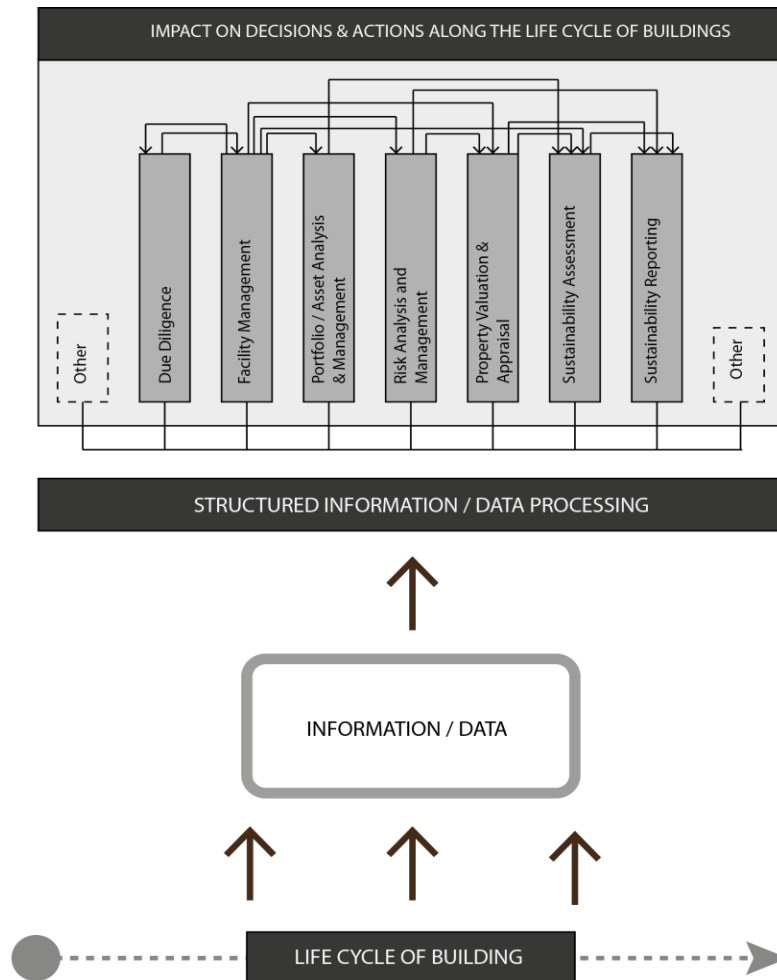 IMPACT ON DECISIONS & ACTIONS ALONG THE LIFE CYCLE OF BUILDINGS
Other
Due Diligence
Facility Management
Portfolio / Asset Analysis
& Management
Risk Analysis and
Management
Property Valuation &
Appraisal
Sustainability Assessment
Sustainability Reporting
Other
STRUCTURED INFORMATION / DATA PROCESSING
INFORMATION / DATA
LIFE CYCLE OF BUILDING